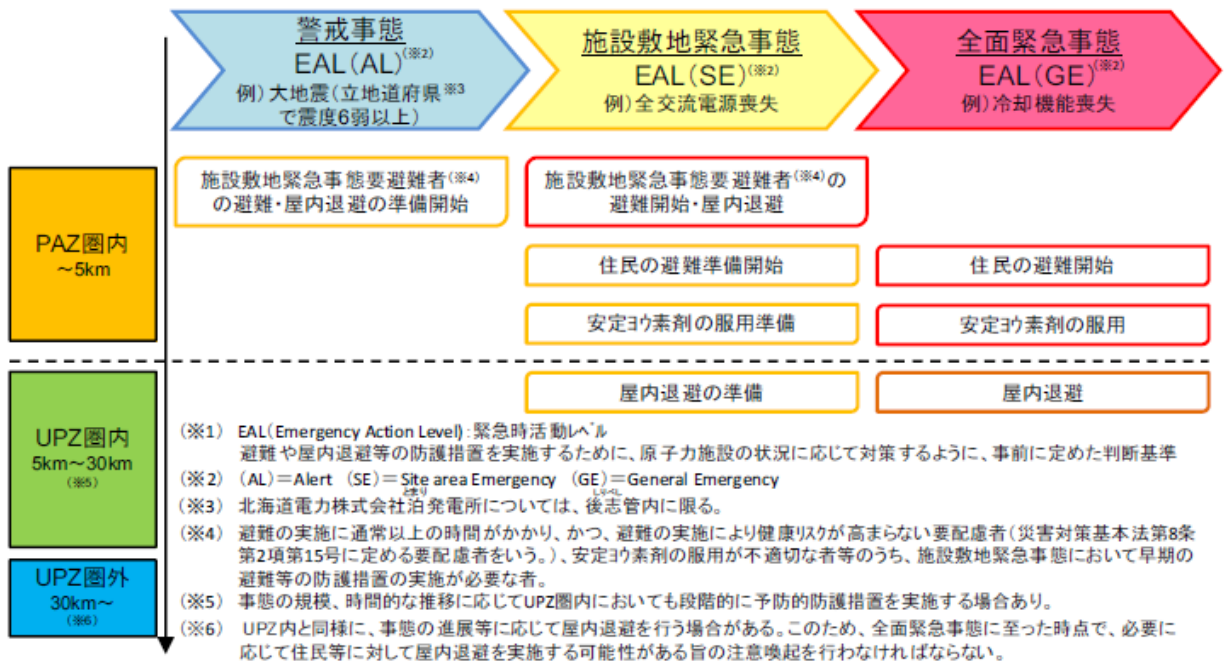 警戒事態
EAL(AL)(※2)
例)大地震(立地道府県※3
で震度6弱以上)
施設敷地緊急事態
EAL(SE)(※2)
例)全交流電源喪失
全面緊急事態
EAL(GE)(※2)
例)冷却機能喪失
PAZ圏内
～5km
施設敷地緊急事態要避難者(※4)
の避難・屋内退避の準備開始
施設敷地緊急事態要避難者(※4)の
避難開始・屋内退避
住民の避難準備開始
住民の避難開始
安定ヨウ素剤の服用準備
安定ヨウ素剤の服用
UPZ圏内
5km～30km
(※5)
屋内退避の準備
屋内退避
(※1) EAL(Emergency Action Level):緊急時活動レベル
避難や屋内退避等の防護措置を実施するために、原子力施設の状況に応じて対策するように、事前に定めた判断基準
(※2) (AL)=Alert (SE)=Site area Emergency (GE)=General Emergency
とまり しりべし
(※3) 北海道電力株式会社泊発電所については、後志管内に限る。
(※4) 避難の実施に通常以上の時間がかかり、かつ、避難の実施により健康リスクが高まらない要配慮者(災害対策基本法第8条
第2項第15号に定める要配慮者をいう。)、安定ヨウ素剤の服用が不適切な者等のうち、施設敷地緊急事態において早期の
避難等の防護措置の実施が必要な者。
UPZ圏外
30km～
(※6)
(※5) 事態の規模、時間的な推移に応じてUPZ圏内においても段階的に予防的防護措置を実施する場合あり。
(※6) UPZ内と同様に、事態の進展等に応じて屋内退避を行う場合がある。このため、全面緊急事態に至った時点で、必要に
応じて住民等に対して屋内退避を実施する可能性がある旨の注意喚起を行わなければならない。